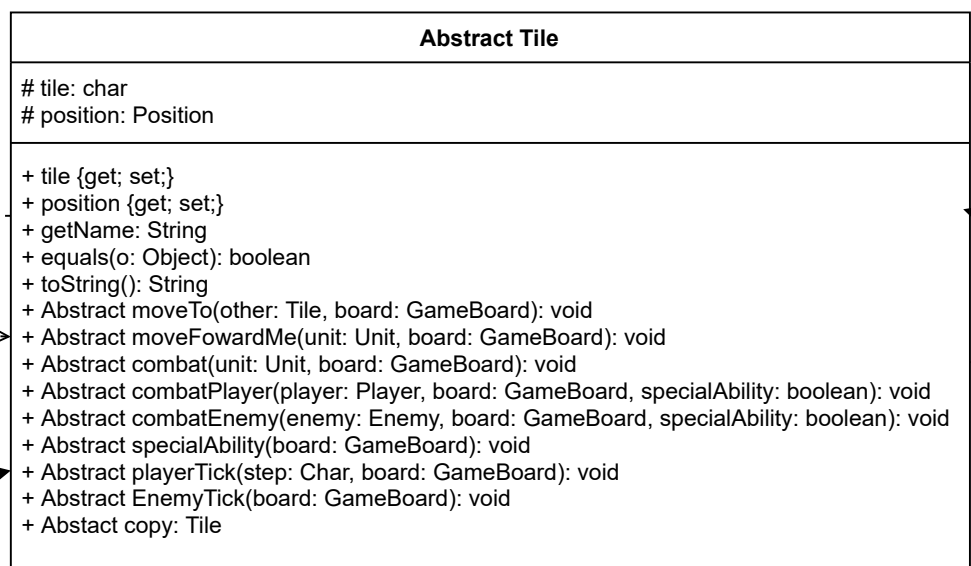 Abstract Tile
# tile: char
# position: Position
+ tile {get; set;}
+ position {get; set;}
+ getName: String
+ equals(o: Object): boolean
+ toString(): String
+ Abstract moveTo(other: Tile, board: GameBoard): void
+ Abstract moveFowardMe(unit: Unit, board: GameBoard): void
+ Abstract combat(unit: Unit, board: GameBoard): void
+ Abstract combatPlayer(player: Player, board: GameBoard, specialAbility: boolean): void
+ Abstract combatEnemy(enemy: Enemy, board: GameBoard, specialAbility: boolean): void
+ Abstract specialAbility(board: GameBoard): void
+ Abstract playerTick(step: Char, board: GameBoard): void
+ Abstract EnemyTick(board: GameBoard): void
+ Abstact copy: Tile